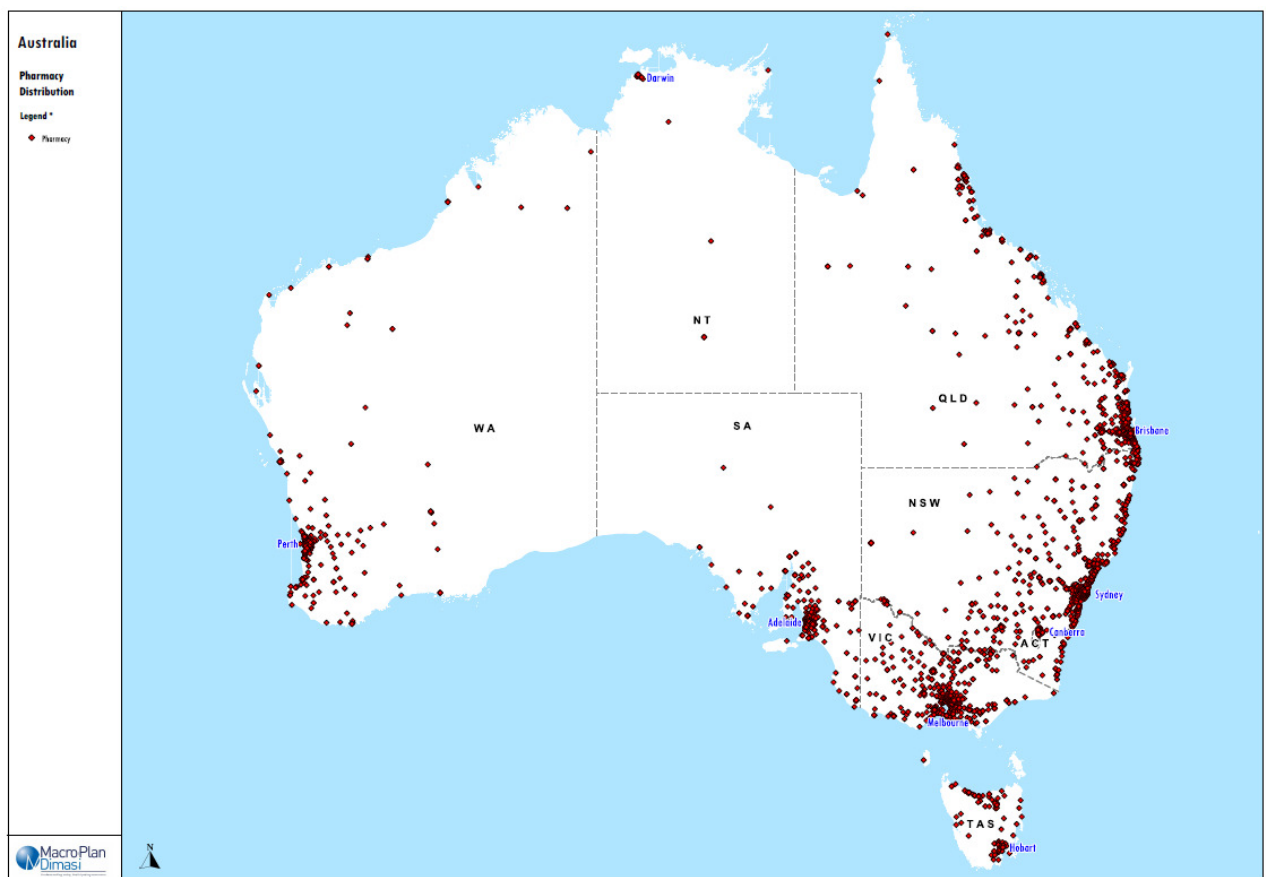 Australia
Pharmacy
Distribution
Legend *
Pharmacy
Darwin
NT
QLD
WA
SA
Brisbane
NSW
Perth
Sydney
Adelaide
Canberra
VIC
ACT
Melbourne
TAS
Hobart
N
MacroPlan
Dimasi